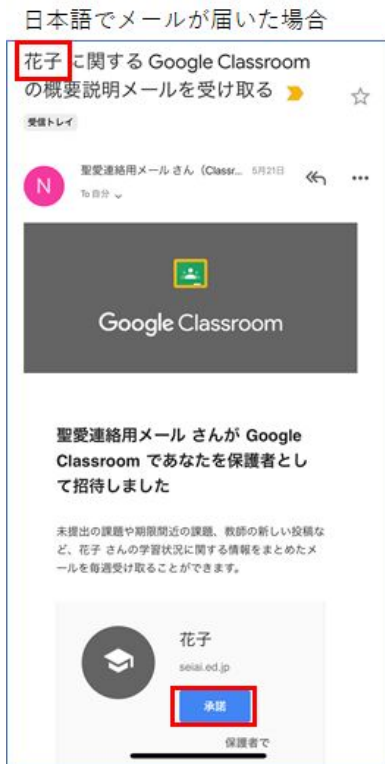 日本語でメールが届いた場合
花子 に関する Google Classroom
の概要説明メールを受け取る
受信トレイ
聖愛連絡用メール さん（Classr... 5月21日
N
To 自分
Google Classroom
聖愛連絡用メール さんが Google
Classroom であなたを保護者とし
て招待しました
未提出の課題や期限間近の課題、教師の新しい投稿な
ど、花子 さんの学習状況に関する情報をまとめたメ
ールを毎週受け取ることができます。
花子
seiai.ed.jp
承諾
保護者で